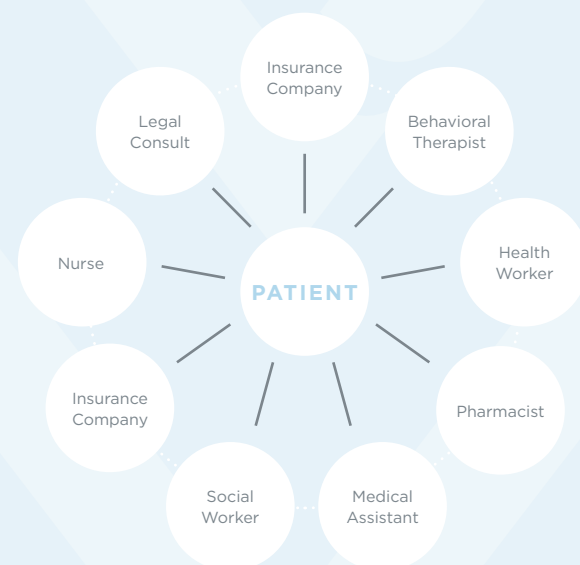 Insurance
Company
Legal
Consult
Behavioral
Therapist
Nurse
Health
Worker
PATIENT
Insurance
Company
Pharmacist
Social
Worker
Medical
Assistant